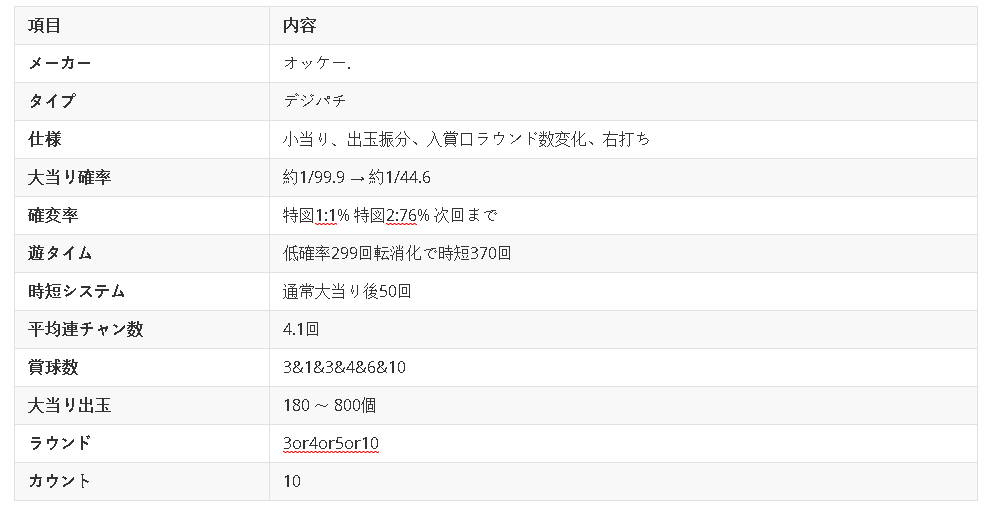 項目 内容
メーカー オッケー.
タイプ デジパチ
仕様 小当り、出玉振分、入賞口ラウンド数変化、右打ち
大当り確率 約1/99.9 → 約1/44.6
確変率 特図1:1% 特図2:76% 次回まで
遊タイム 低確率299回転消化で時短370回
時短システム 通常大当り後50回
平均連チャン数 4.1回
賞球数 3&1&3&4&6&10
大当り出玉 180 ～ 800個
ラウンド 3or4or5or10
カウント 10